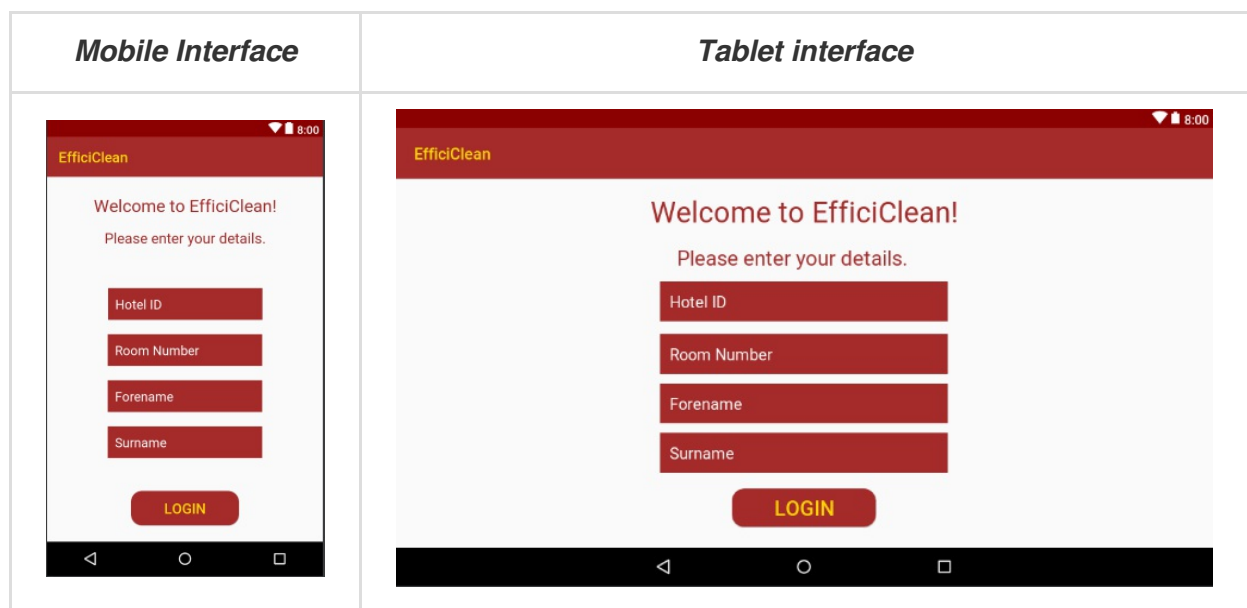 Mobile Interface
Tablet interface
8:00
EfficiClean
Welcome to EfficiClean!
Please enter your details.
Hotel ID
Room Number
Forename
Surname
LOGIN
8:00
EfficiClean
Welcome to EfficiClean!
Please enter your details.
Hotel ID
Room Number
Forename
Surname
LOGIN